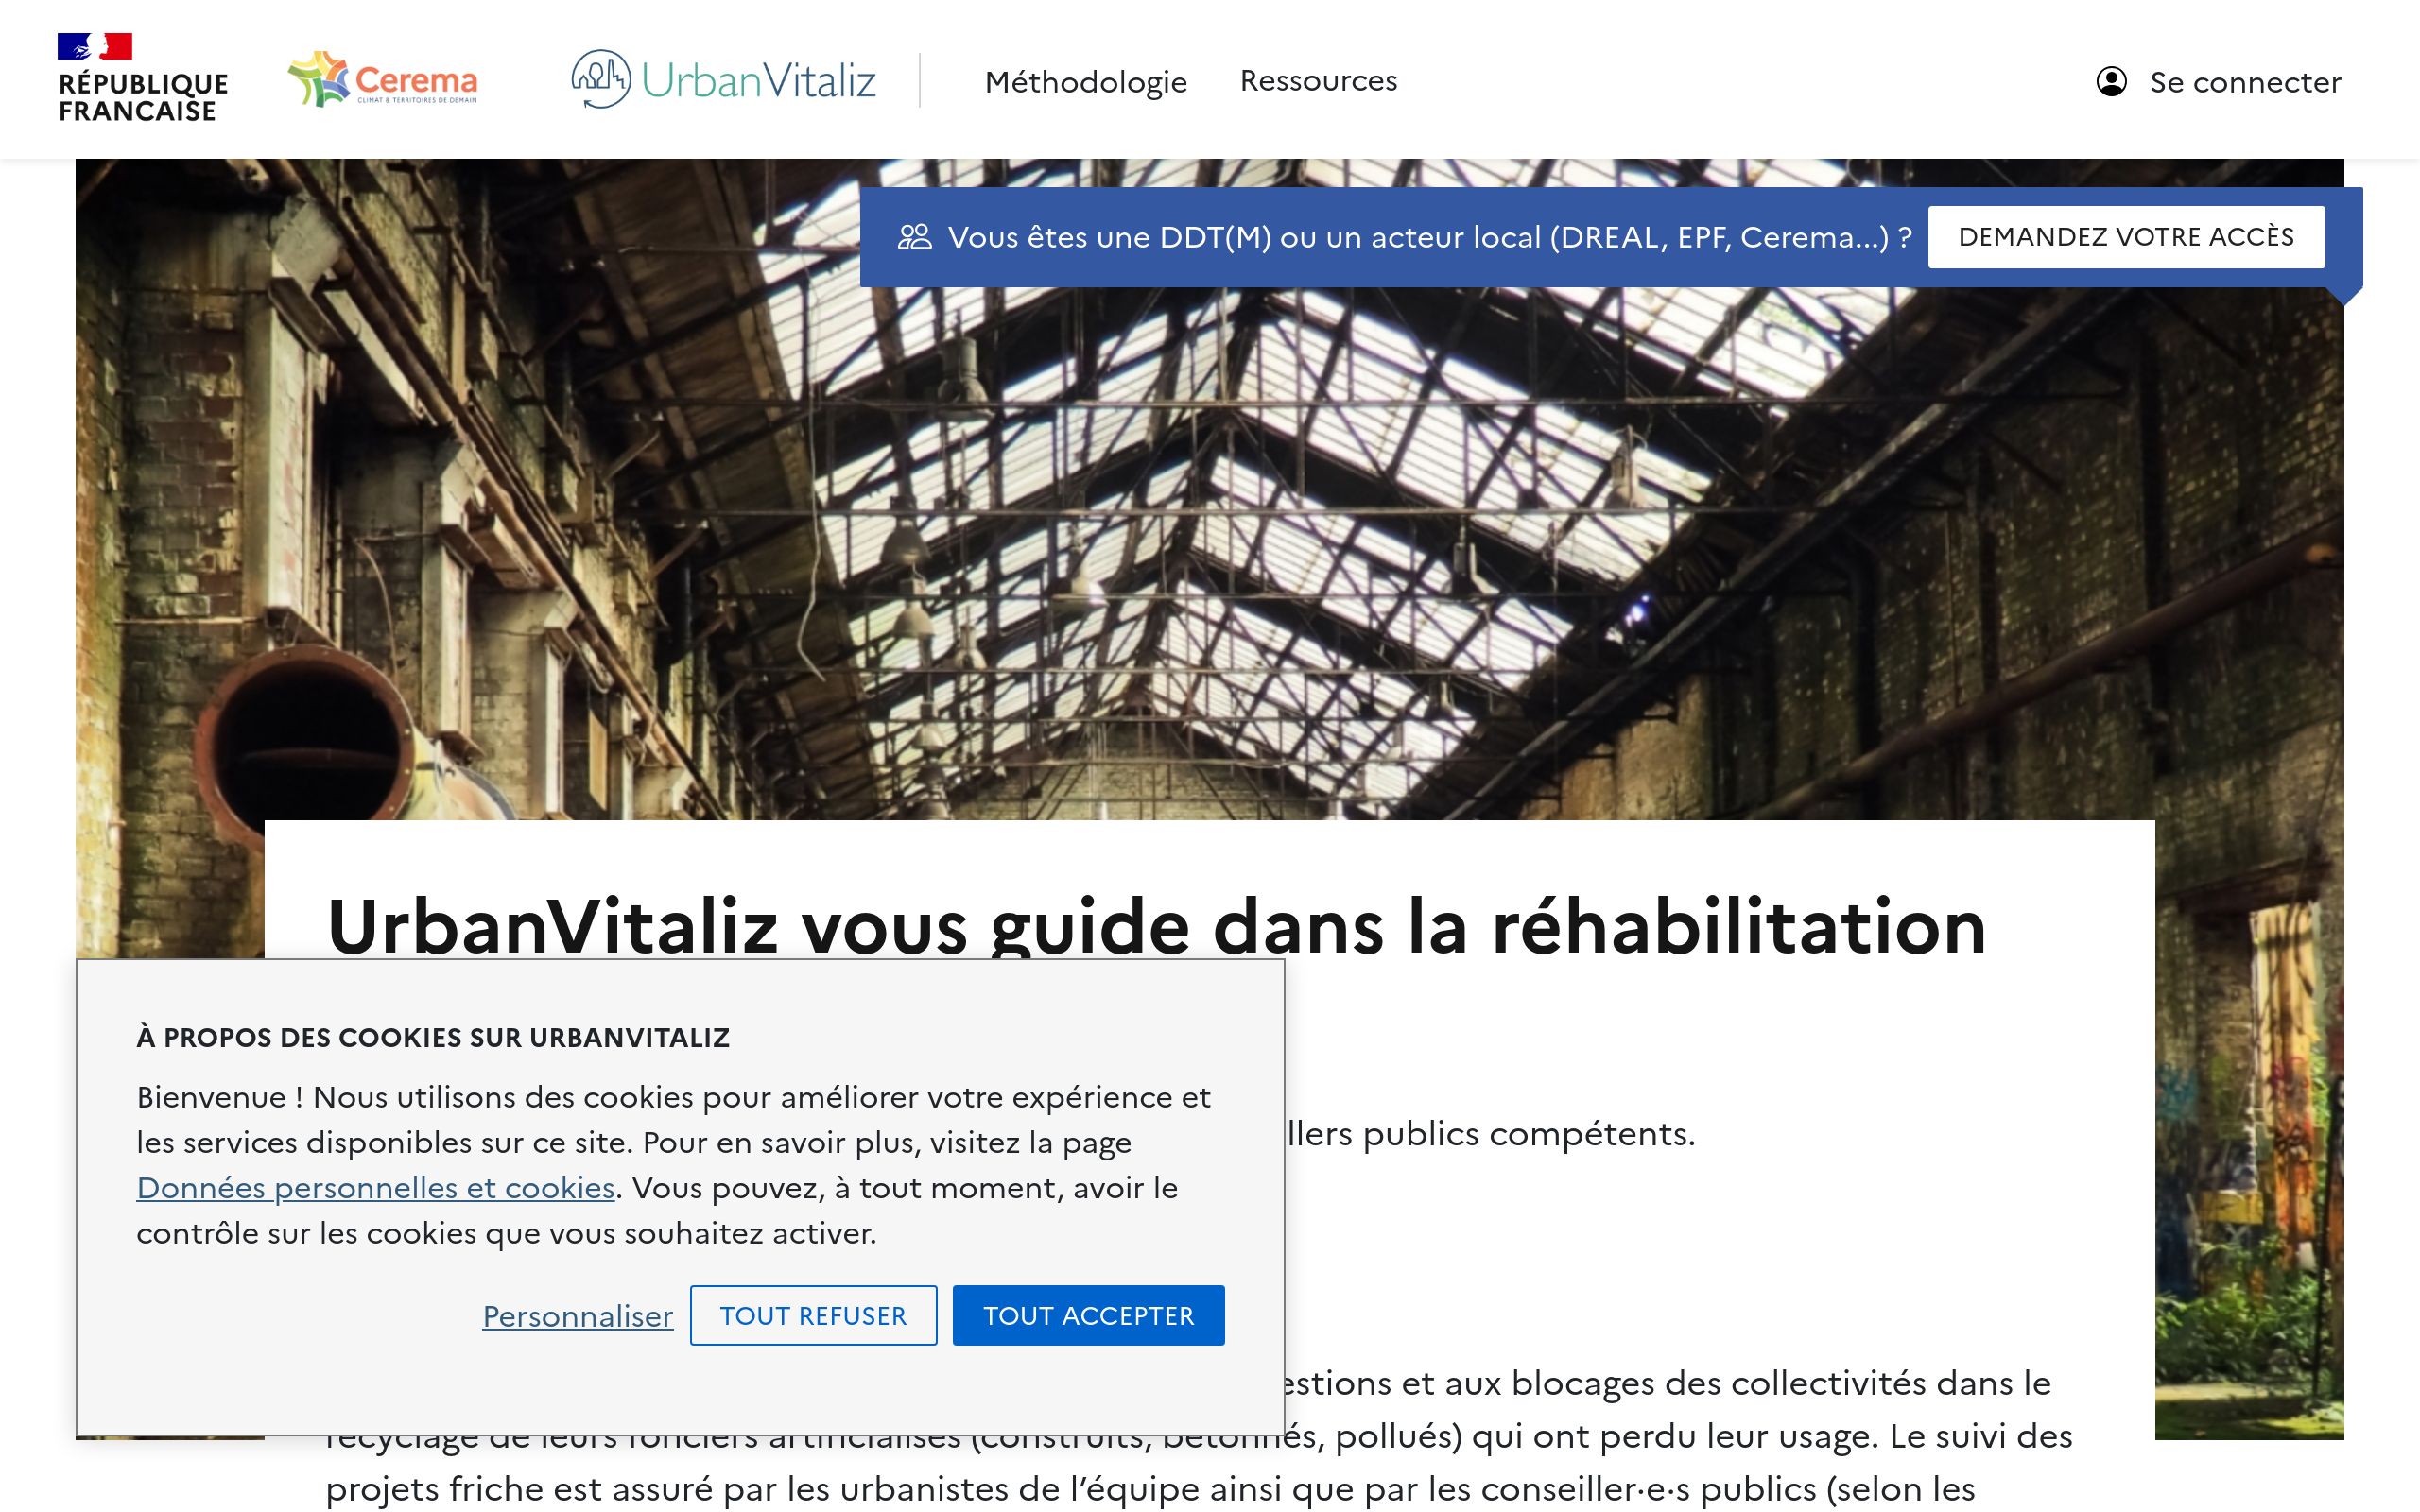 RÉPUBLIQUE
FRANCAISE
Cerema
CLIMAT & TERRITOIRES DE DEMAIN
UrbanVitaliz
Méthodologie
Ressources
Se connecter
Vous êtes une DDT(M) ou un acteur local (DREAL, EPF, Cerema...) ?
DEMANDEZ VOTRE ACCÈS
UrbanVitaliz vous guide dans la réhabilitation
llers publics compétents.
À PROPOS DES COOKIES SUR URBANVITALIZ
Bienvenue ! Nous utilisons des cookies pour améliorer votre expérience et
les services disponibles sur ce site. Pour en savoir plus, visitez la page
Données personnelles et cookies. Vous pouvez, à tout moment, avoir le
contrôle sur les cookies que vous souhaitez activer.
Personnaliser
TOUT REFUSER
TOUT ACCEPTER
estions et aux blocages des collectivités dans le
recyclage de leurs fonciers artificialisés (construits, bétonnés, pollués) qui ont perdu leur usage. Le suivi des
projets friche est assuré par les urbanistes de l’équipe ainsi que par les conseiller·e·s publics (selon les